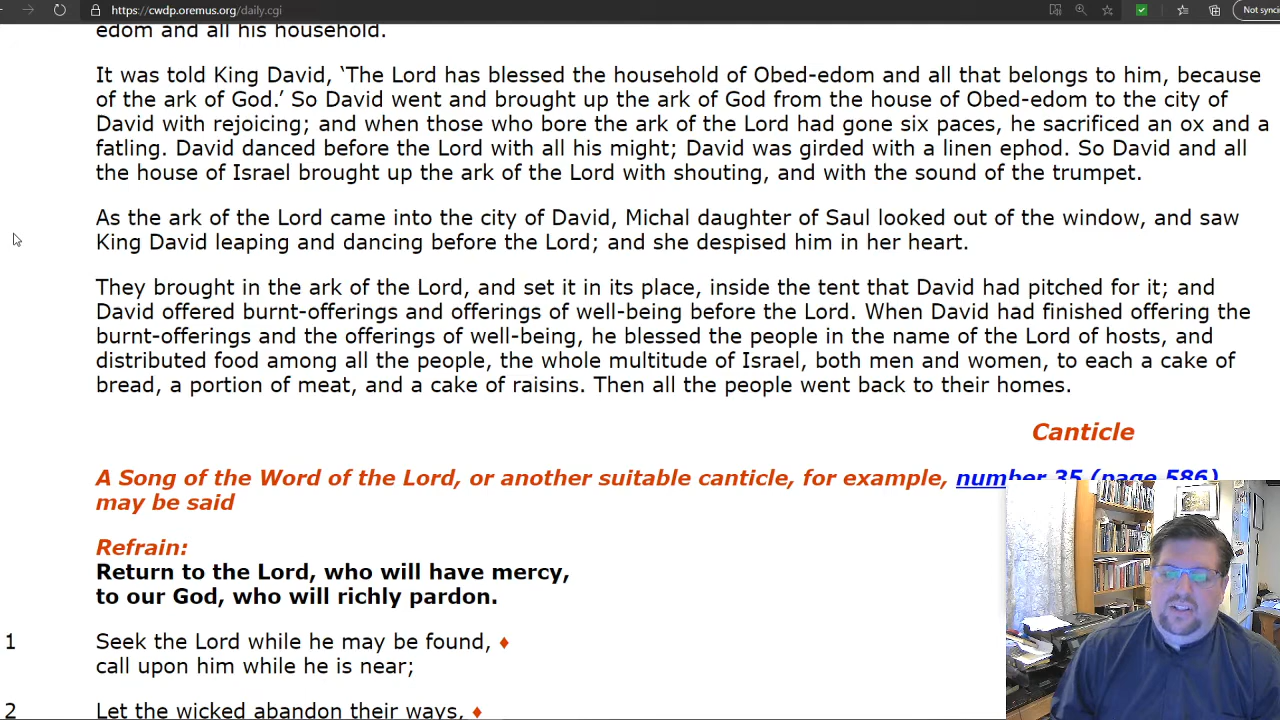 https://cwdp.oremus.org/daily.cgi
Not synci
edom and all his household.
It was told King David, ‘The Lord has blessed the household of Obed-edom and all that belongs to him, because
of the ark of God.’ So David went and brought up the ark of God from the house of Obed-edom to the city of
David with rejoicing; and when those who bore the ark of the Lord had gone six paces, he sacrificed an ox and a
fatling. David danced before the Lord with all his might; David was girded with a linen ephod. So David and all
the house of Israel brought up the ark of the Lord with shouting, and with the sound of the trumpet.
As the ark of the Lord came into the city of David, Michal daughter of Saul looked out of the window, and saw
King David leaping and dancing before the Lord; and she despised him in her heart.
They brought in the ark of the Lord, and set it in its place, inside the tent that David had pitched for it; and
David offered burnt-offerings and offerings of well-being before the Lord. When David had finished offering the
burnt-offerings and the offerings of well-being, he blessed the people in the name of the Lord of hosts, and
distributed food among all the people, the whole multitude of Israel, both men and women, to each a cake of
bread, a portion of meat, and a cake of raisins. Then all the people went back to their homes.
Canticle
A Song of the Word of the Lord, or another suitable canticle, for example, number 35 (page 586)
may be said
Refrain:
Return to the Lord, who will have mercy,
to our God, who will richly pardon.
1 Seek the Lord while he may be found, ♦
call upon him while he is near;
2 Let the wicked abandon their ways, ♦